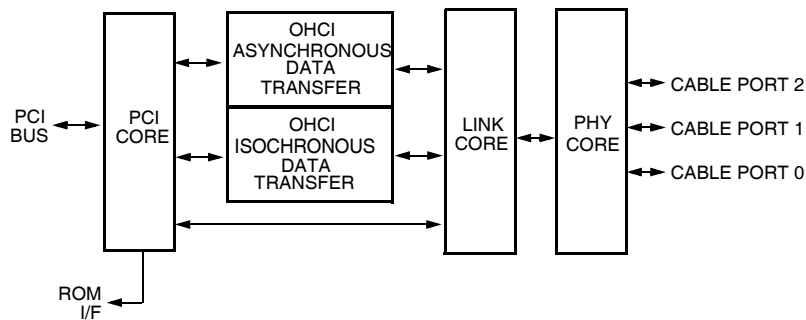 OHCI
ASYNCHRONOUS
DATA
TRANSFER
OHCI
ISOCHRONOUS
DATA
TRANSFER
PCI
BUS
PCI
CORE
LINK
CORE
PHY
CORE
CABLE PORT 2
CABLE PORT 1
CABLE PORT 0
ROM
I/F